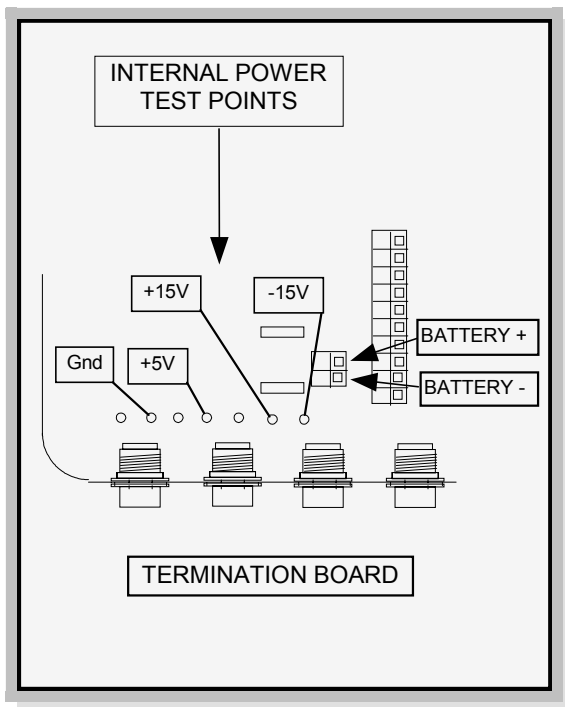 INTERNAL POWER
TEST POINTS
+15V
-15V
BATTERY +
Gnd
+5V
BATTERY -
TERMINATION BOARD